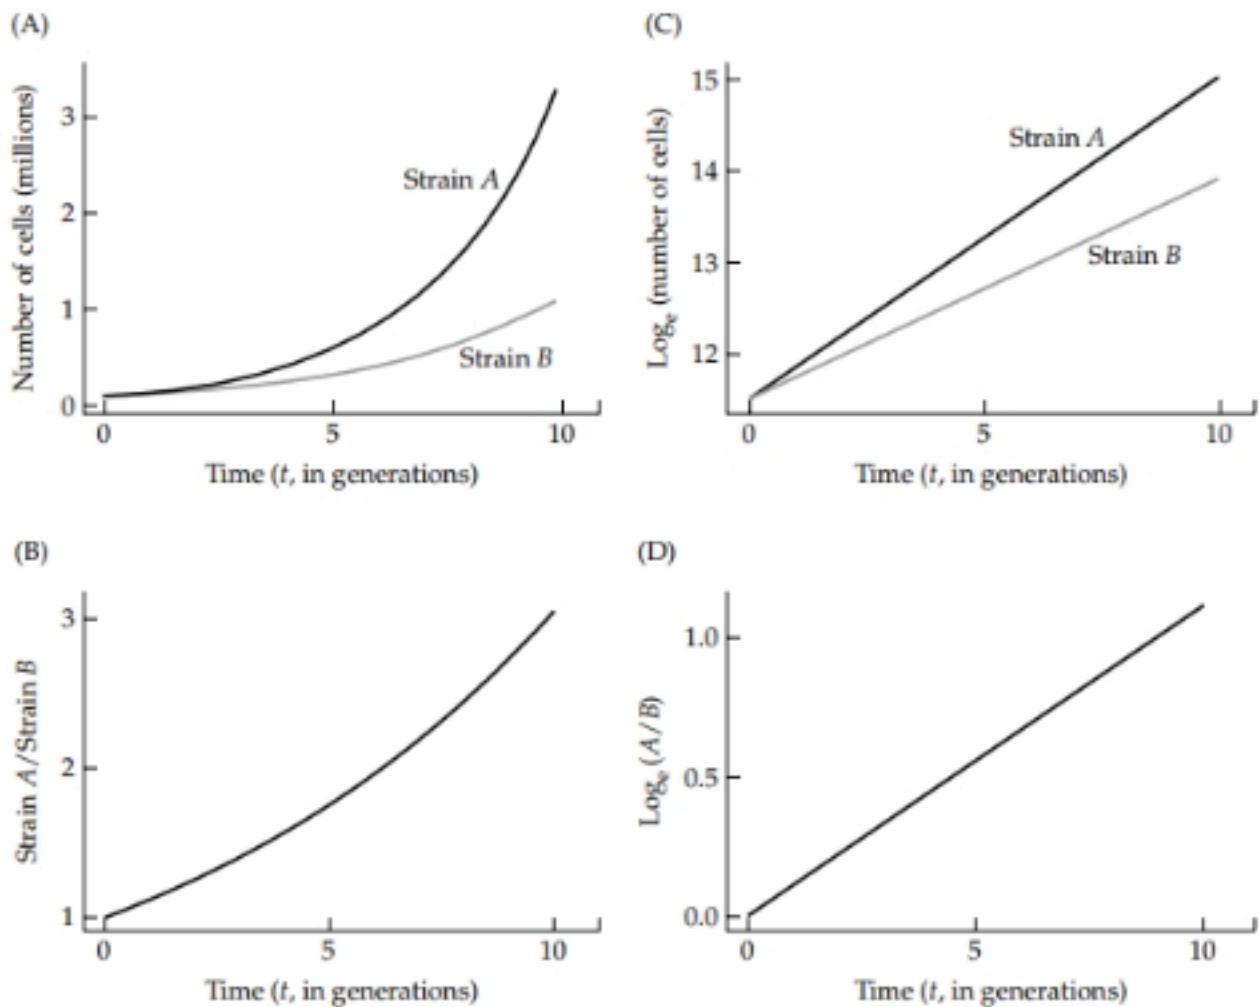 (A)
Number of cells (millions)
3
2
1
0
Strain A
Strain B
0 5 10
Time (t, in generations)
(C)
Logₑ (number of cells)
15
14
13
12
Strain A
Strain B
0 5 10
Time (t, in generations)
(B)
Strain A/Strain B
3
2
1
0 5 10
Time (t, in generations)
(D)
Logₑ (A/B)
1.0
0.5
0.0
0 5 10
Time (t, in generations)